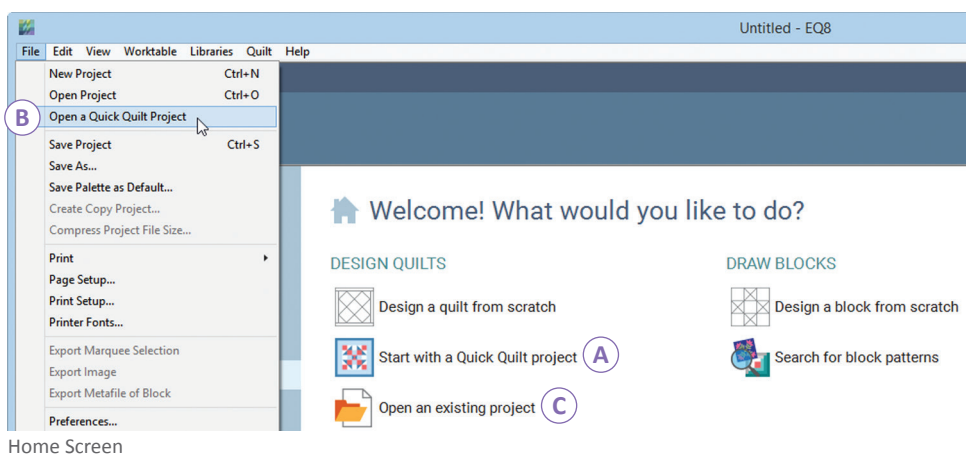 Untitled - EQ8
File Edit View Worktable Libraries Quilt Help
New Project Ctrl+N
Open Project Ctrl+O
B Open a Quick Quilt Project
Save Project Ctrl+S
Save As...
Save Palette as Default...
Create Copy Project...
Compress Project File Size...
Print
Page Setup...
Print Setup...
Printer Fonts...
Export Marquee Selection
Export Image
Export Metafile of Block
Preferences...
Welcome! What would you like to do?
DESIGN QUILTS
Design a quilt from scratch
Start with a Quick Quilt project A
Open an existing project C
DRAW BLOCKS
Design a block from scratch
Search for block patterns
Home Screen